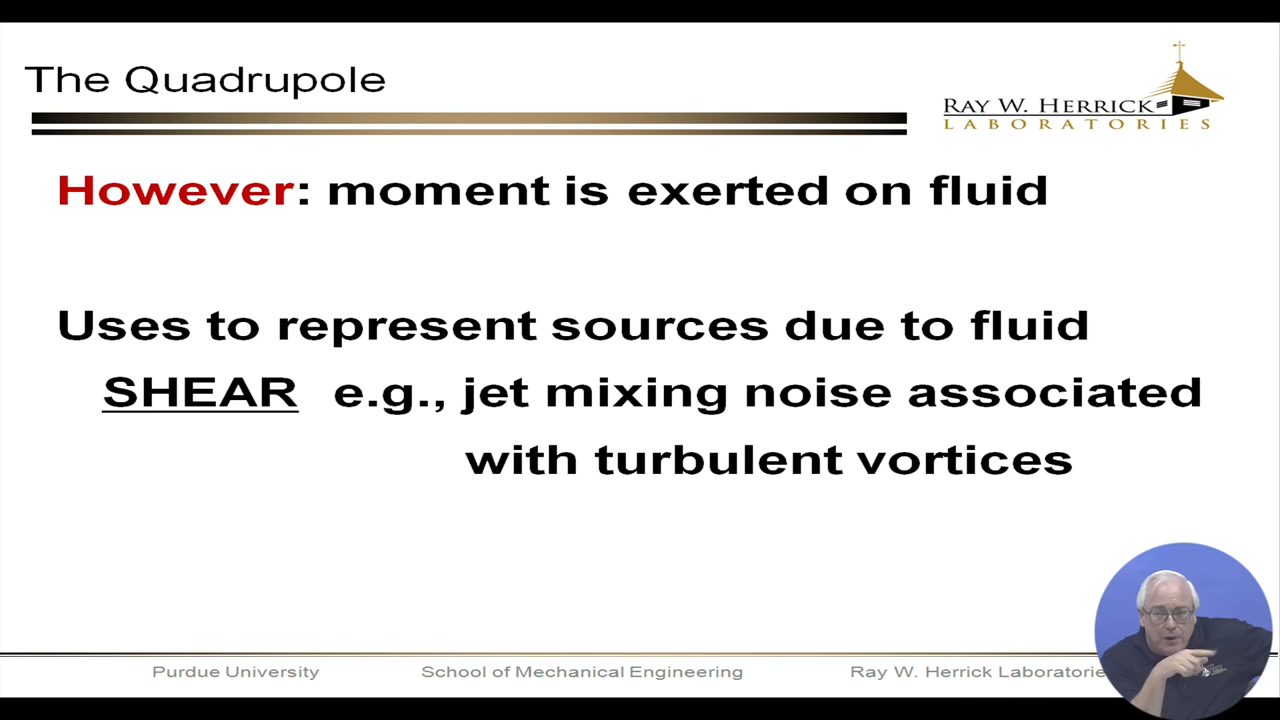 The Quadrupole
RAY W. HERRICK
LABORATORIES
However: moment is exerted on fluid
Uses to represent sources due to fluid
SHEAR e.g., jet mixing noise associated
with turbulent vortices
Purdue University School of Mechanical Engineering Ray W. Herrick Laboratorie